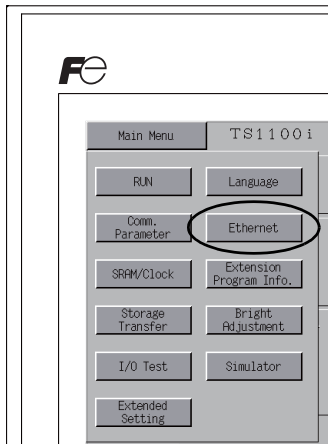 Fe
Main Menu
TS1100i
RUN
Language
Comm.
Parameter
Ethernet
SRAM/Clock
Extension
Program Info.
Storage
Transfer
Bright
Adjustment
I/O Test
Simulator
Extended
Setting